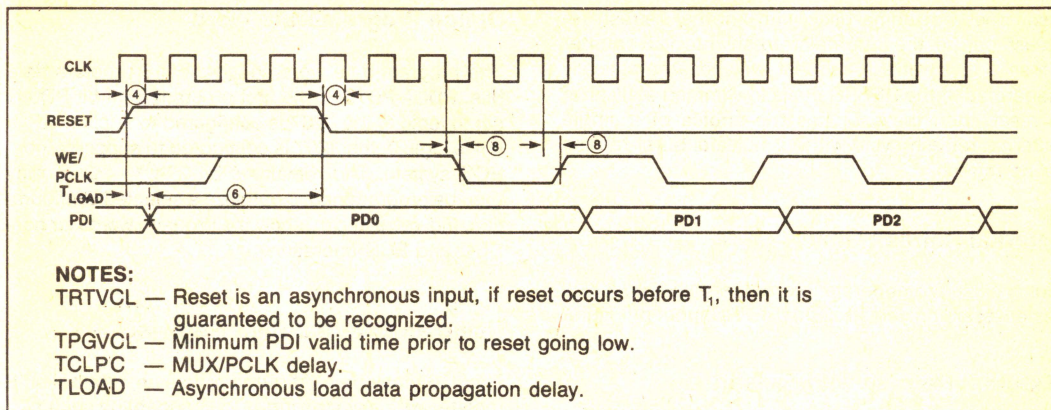 CLK
④ ④
RESET
WE/
PCLK
⑧ ⑧
TLOAD
⑥
PDI PD0 PD1 PD2
NOTES:
TRTVCL — Reset is an asynchronous input, if reset occurs before T₁, then it is
guaranteed to be recognized.
TPGVCL — Minimum PDI valid time prior to reset going low.
TCLPC — MUX/PCLK delay.
TLOAD — Asynchronous load data propagation delay.